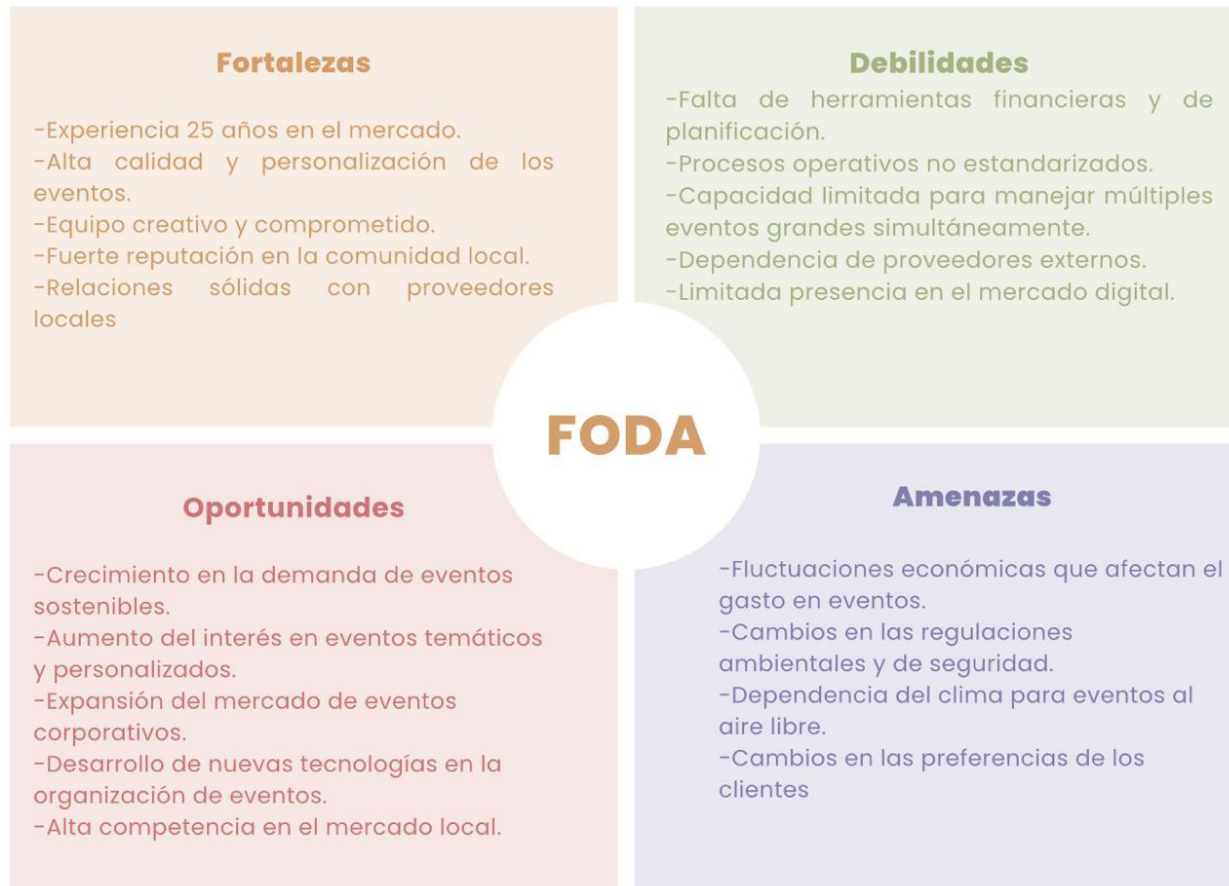 Fortalezas
-Experiencia 25 años en el mercado.
-Alta calidad y personalización de los
eventos.
-Equipo creativo y comprometido.
-Fuerte reputación en la comunidad local.
-Relaciones sólidas con proveedores
locales
Debilidades
-Falta de herramientas financieras y de
planificación.
-Procesos operativos no estandarizados.
-Capacidad limitada para manejar múltiples
eventos grandes simultáneamente.
-Dependencia de proveedores externos.
-Limitada presencia en el mercado digital.
FODA
Oportunidades
-Crecimiento en la demanda de eventos
sostenibles.
-Aumento del interés en eventos temáticos
y personalizados.
-Expansión del mercado de eventos
corporativos.
-Desarrollo de nuevas tecnologías en la
organización de eventos.
-Alta competencia en el mercado local.
Amenazas
-Fluctuaciones económicas que afectan el
gasto en eventos.
-Cambios en las regulaciones
ambientales y de seguridad.
-Dependencia del clima para eventos al
aire libre.
-Cambios en las preferencias de los
clientes